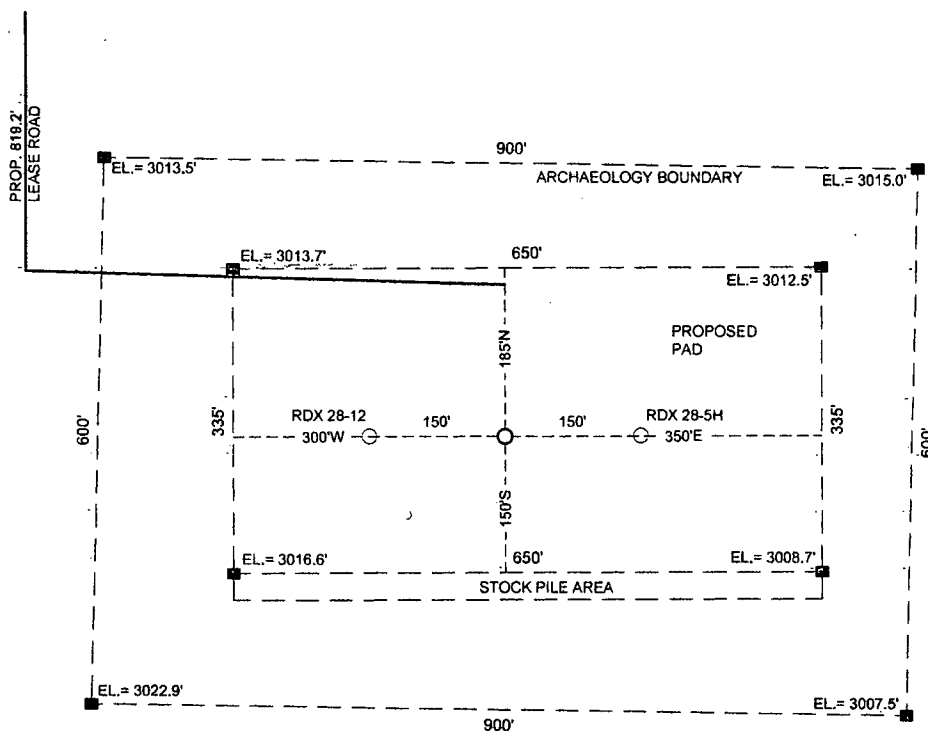 PROP. 819.2'
LEASE ROAD
900'
EL.= 3013.5'
ARCHAEOLOGY BOUNDARY
EL.= 3015.0'
EL.= 3013.7'
650'
EL.= 3012.5'
185'N
PROPOSED
PAD
600'
335'
RDX 28-12
150'
150'
RDX 28-5H
335'
600'
300'W
350'E
150'S
EL.= 3016.6'
650'
EL.= 3008.7'
STOCK PILE AREA
EL.= 3022.9'
EL.= 3007.5'
900'